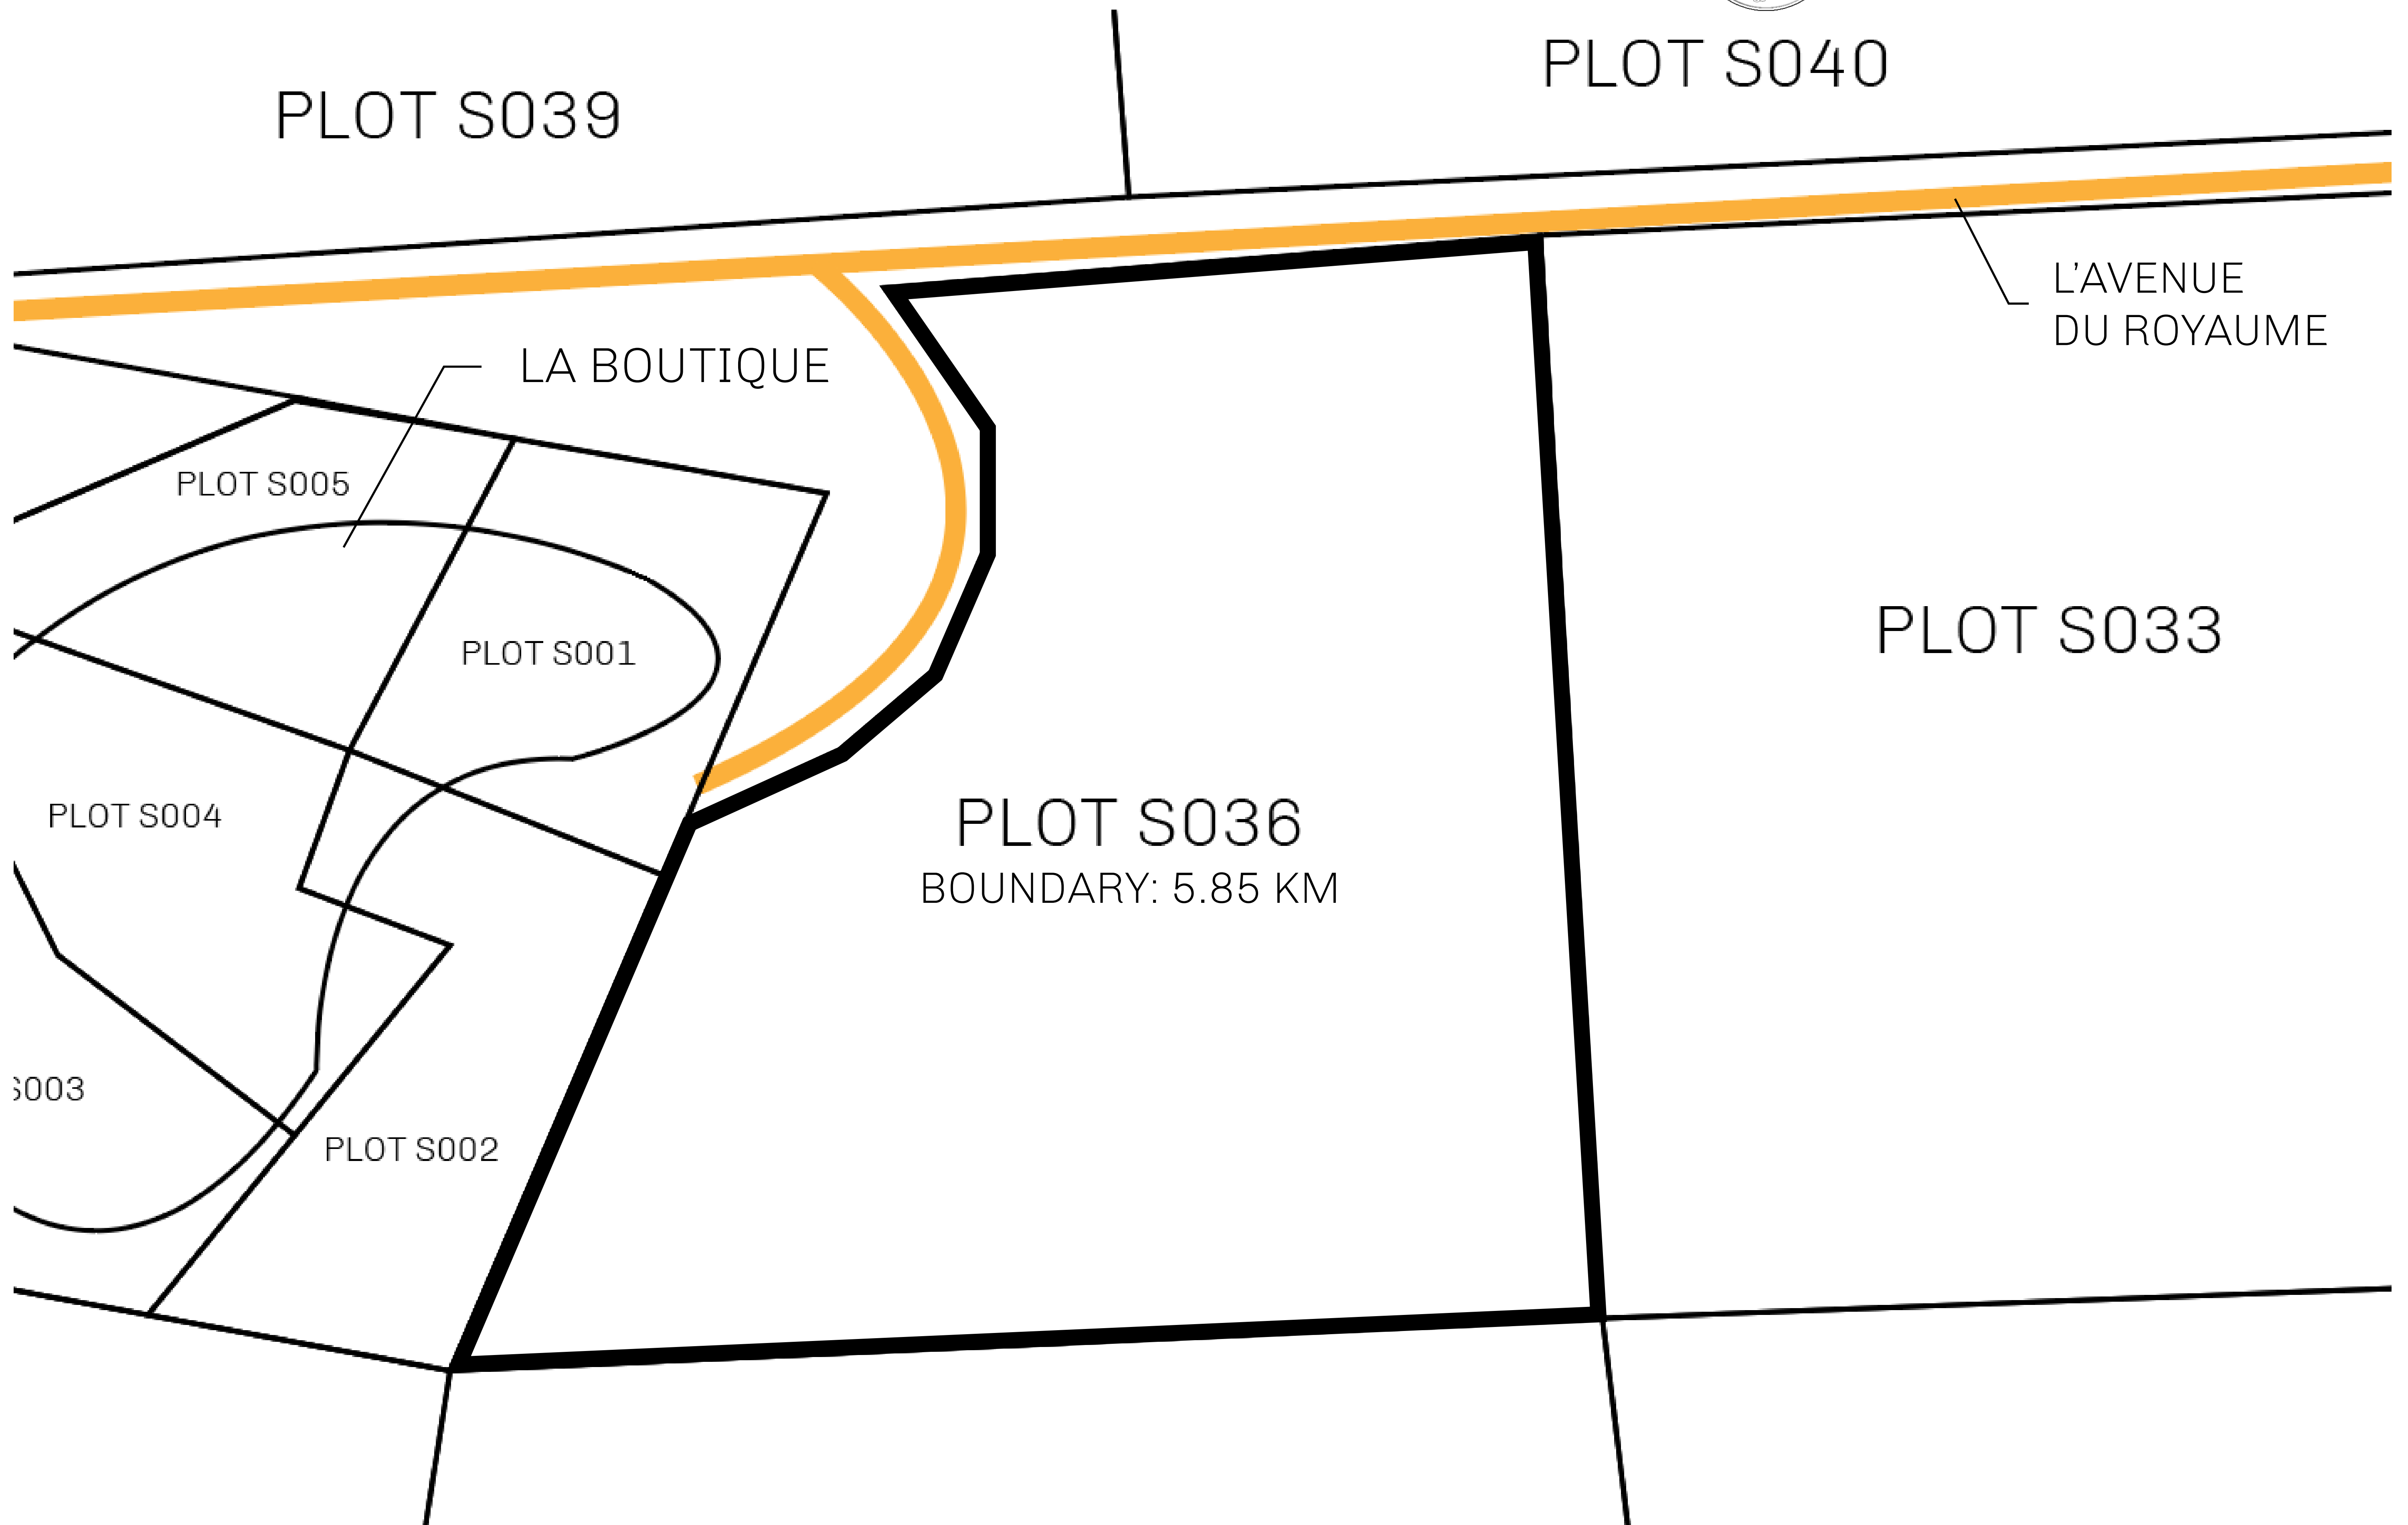 PLOT S040
PLOT S039
L'AVENUE
DU ROYAUME
LA BOUTIQUE
PLOT S005
PLOT S033
PLOT S001
PLOT S004
PLOT S036
BOUNDARY: 5.85 KM
S003
PLOT S002